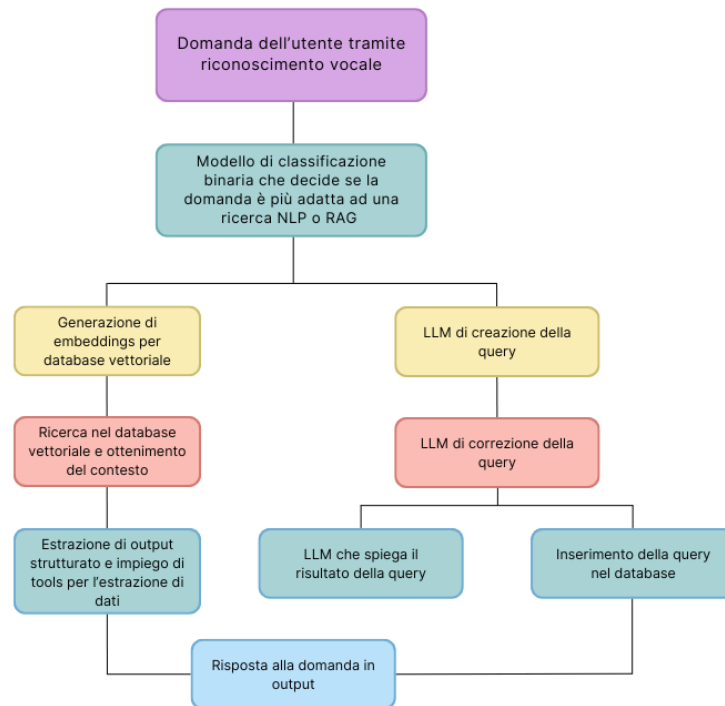 Domanda dell'utente tramite
riconoscimento vocale
Modello di classificazione
binaria che decide se la
domanda è più adatta ad una
ricerca NLP o RAG
Generazione di
embeddings per
database vettoriale
LLM di creazione della
query
Ricerca nel database
vettoriale e ottenimento
del contesto
LLM di correzione della
query
Estrazione di output
strutturato e impiego di
tools per l'estrazione di
dati
LLM che spiega il
risultato della query
Inserimento della query
nel database
Risposta alla domanda in
output